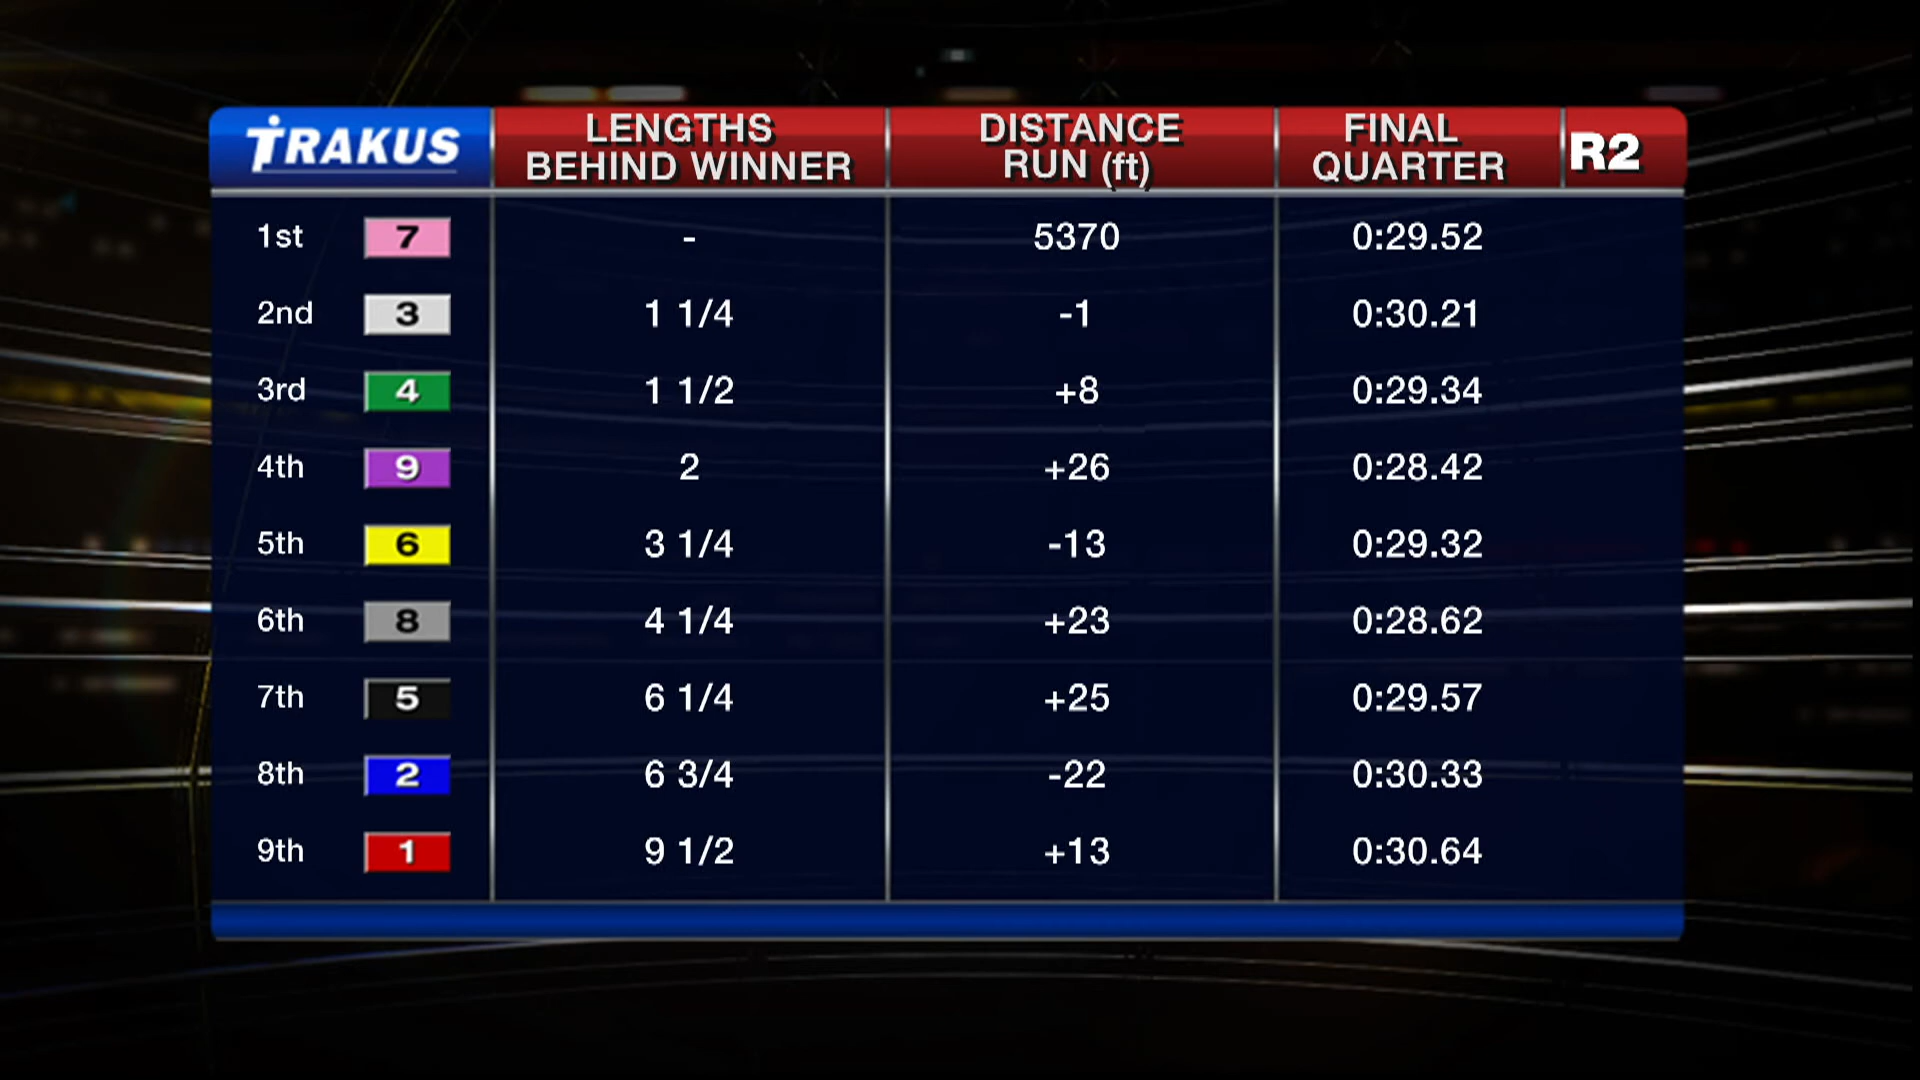 TRAKUS
LENGTHS
BEHIND WINNER
DISTANCE
RUN (ft)
FINAL
QUARTER
R2
1st 7 - 5370 0:29.52
2nd 3 1 1/4 -1 0:30.21
3rd 4 1 1/2 +8 0:29.34
4th 9 2 +26 0:28.42
5th 6 3 1/4 -13 0:29.32
6th 8 4 1/4 +23 0:28.62
7th 5 6 1/4 +25 0:29.57
8th 2 6 3/4 -22 0:30.33
9th 1 9 1/2 +13 0:30.64